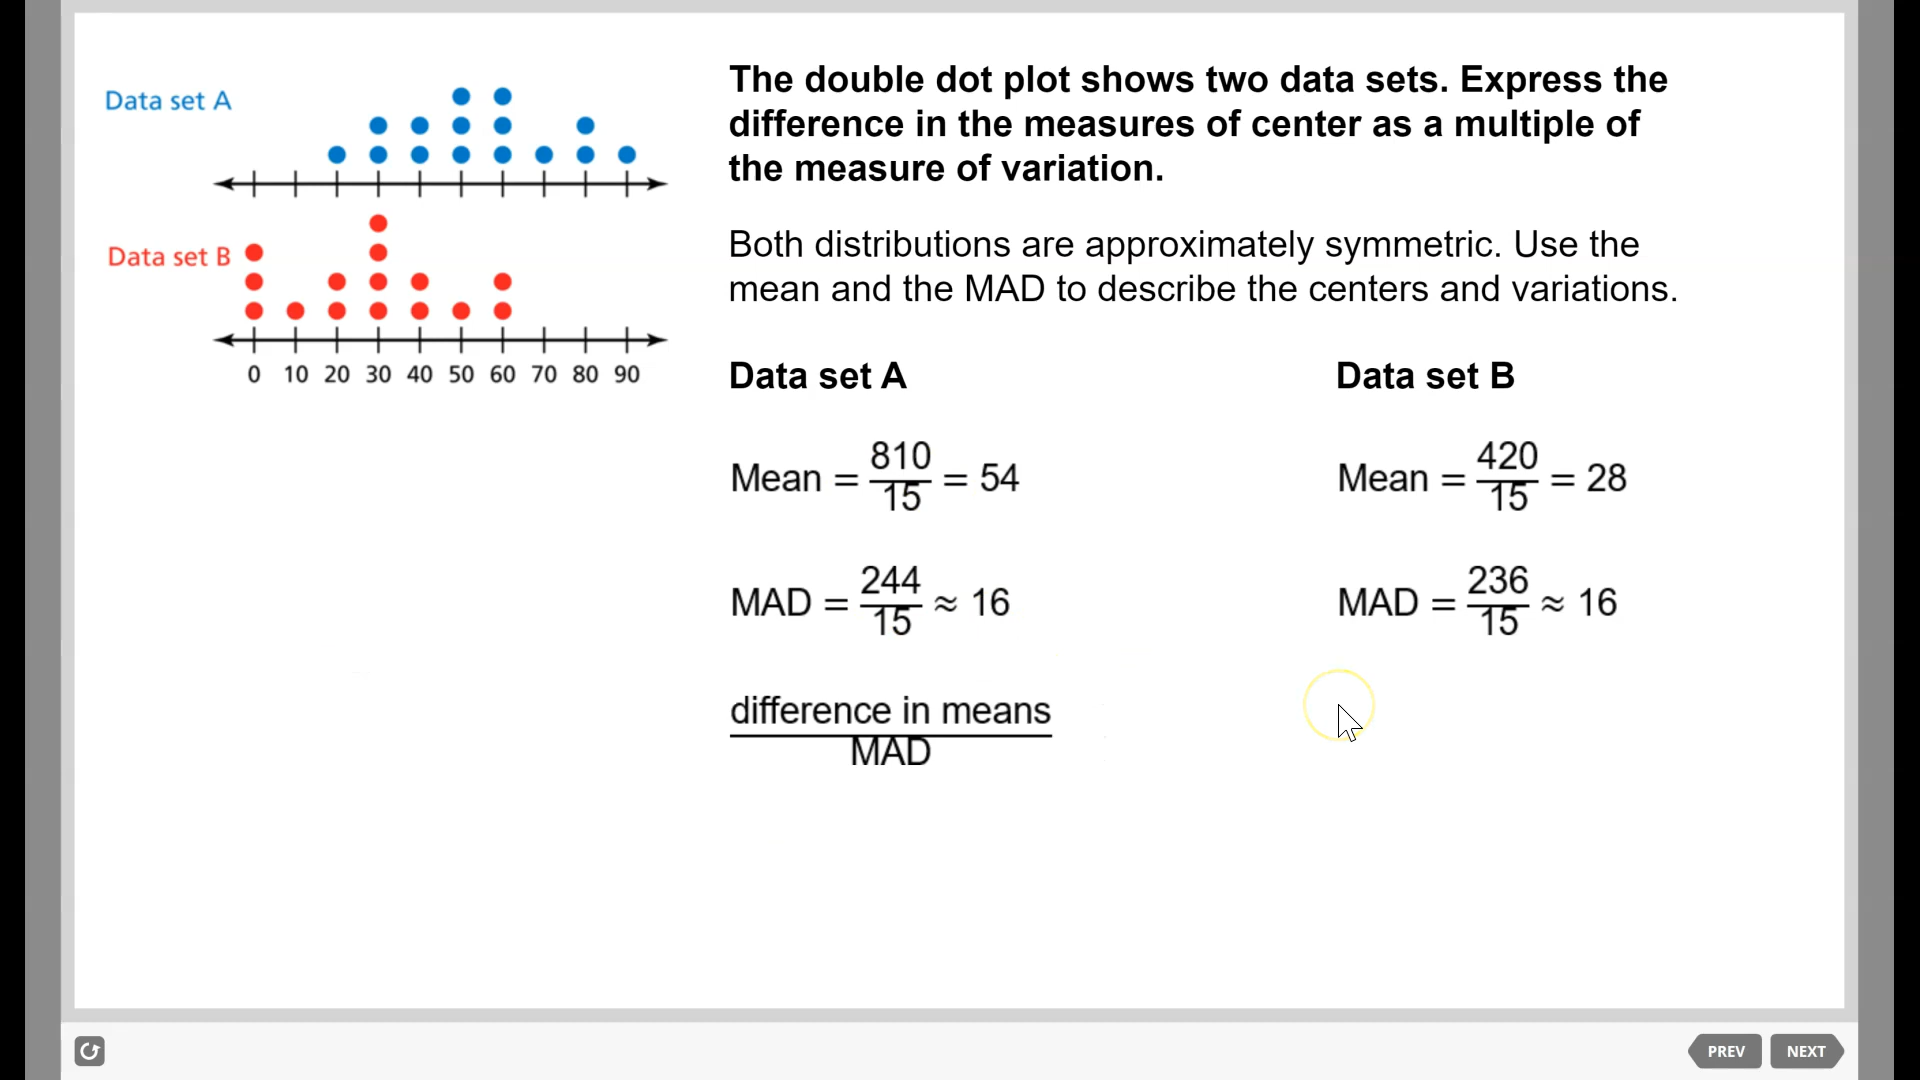 Data set A
Data set B
0 10 20 30 40 50 60 70 80 90
The double dot plot shows two data sets. Express the
difference in the measures of center as a multiple of
the measure of variation.
Both distributions are approximately symmetric. Use the
mean and the MAD to describe the centers and variations.
Data set A
Mean = 810/15 = 54
MAD = 244/15 ≈ 16
Data set B
Mean = 420/15 = 28
MAD = 236/15 ≈ 16
difference in means
MAD
PREV
NEXT